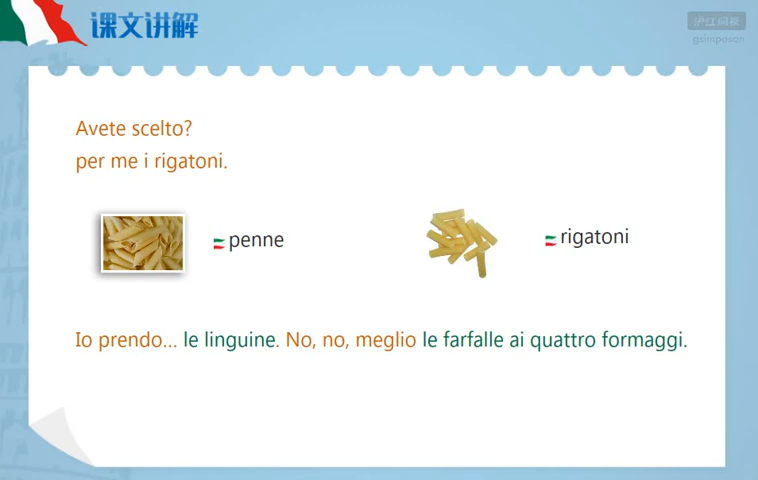 课文讲解
沪江网校
gsimposon
Avete scelto?
per me i rigatoni.
penne
rigatoni
Io prendo... le linguine. No, no, meglio le farfalle ai quattro formaggi.